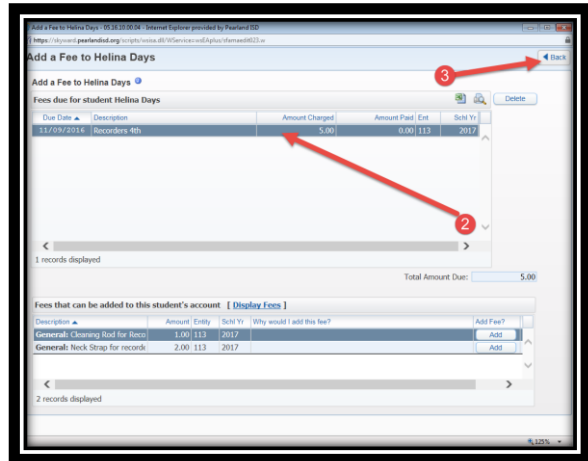 Add a Fee to Helina Days - 05.16.10.00.04 - Internet Explorer provided by Pearland ISD
https://skyward.pearlandisd.org/scripts/wsisa.dll/WService=wsEAplus/sfamaedit023.w
Add a Fee to Helina Days
3
Back
Add a Fee to Helina Days
Fees due for student Helina Days
Delete
Due Date Description Amount Charged Amount Paid Ent Schl Yr
11/09/2016 Recorders 4th 5.00 0.00 113 2017
2
1 records displayed
Total Amount Due: 5.00
Fees that can be added to this student's account [ Display Fees ]
Description Amount Entity Schl Yr Why would I add this fee? Add Fee?
General: Cleaning Rod for Reco 1.00 113 2017 Add
General: Neck Strap for recorde 2.00 113 2017 Add
2 records displayed
125%